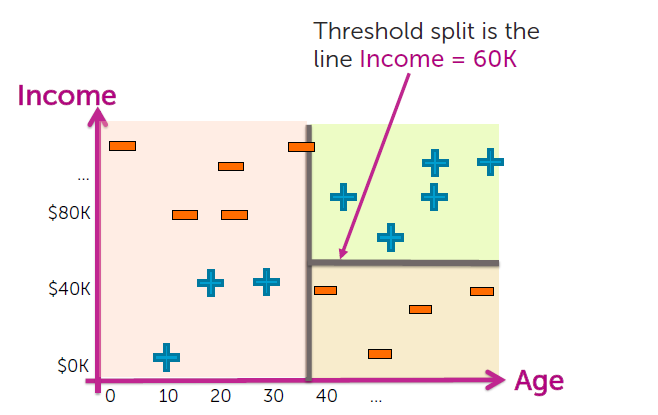 Threshold split is the
line Income = 60K
Income
...
$80K
$40K
$0K
0 10 20 30 40 ...
Age